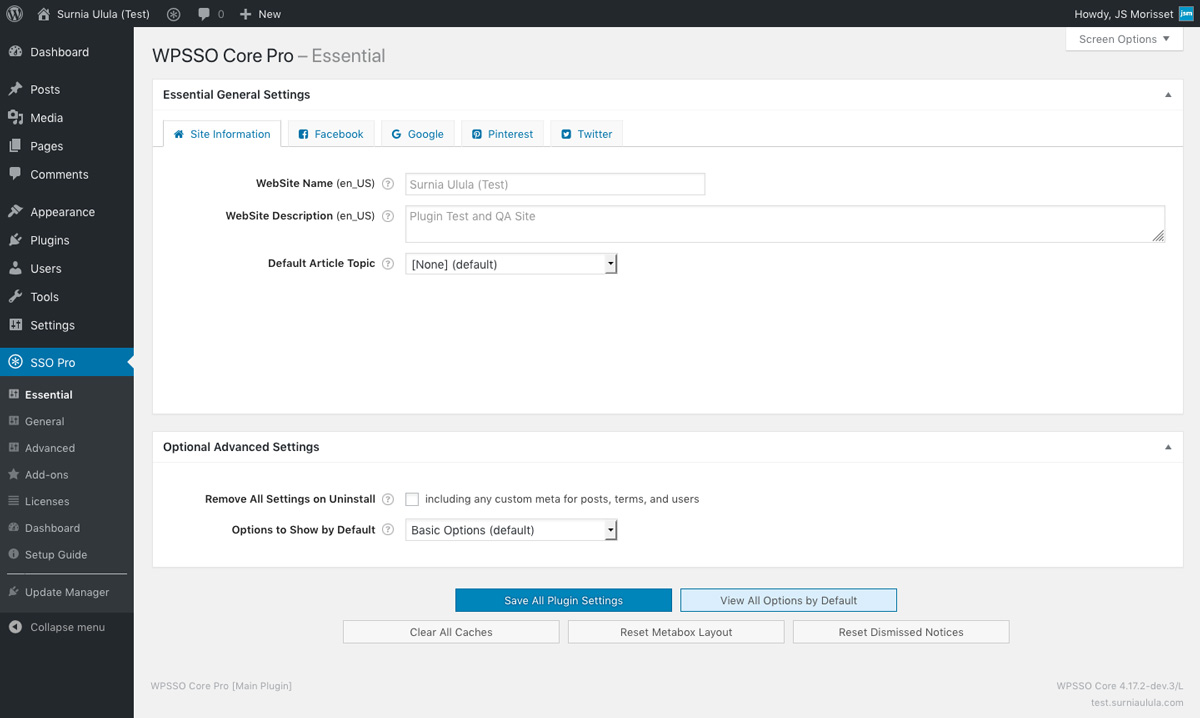 Surnia Ulula (Test) 0 New Howdy, JS Morisset jsm
Screen Options
Dashboard
Posts
Media
Pages
Comments
Appearance
Plugins
Users
Tools
Settings
SSO Pro
Essential
General
Advanced
Add-ons
Licenses
Dashboard
Setup Guide
Update Manager
Collapse menu
WPSSO Core Pro – Essential
Essential General Settings
Site Information Facebook Google Pinterest Twitter
WebSite Name (en_US) ? Surnia Ulula (Test)
WebSite Description (en_US) ? Plugin Test and QA Site
Default Article Topic ? [None] (default)
Optional Advanced Settings
Remove All Settings on Uninstall ? including any custom meta for posts, terms, and users
Options to Show by Default ? Basic Options (default)
Save All Plugin Settings View All Options by Default
Clear All Caches Reset Metabox Layout Reset Dismissed Notices
WPSSO Core Pro [Main Plugin] WPSSO Core 4.17.2-dev.3/L
test.surniaulula.com